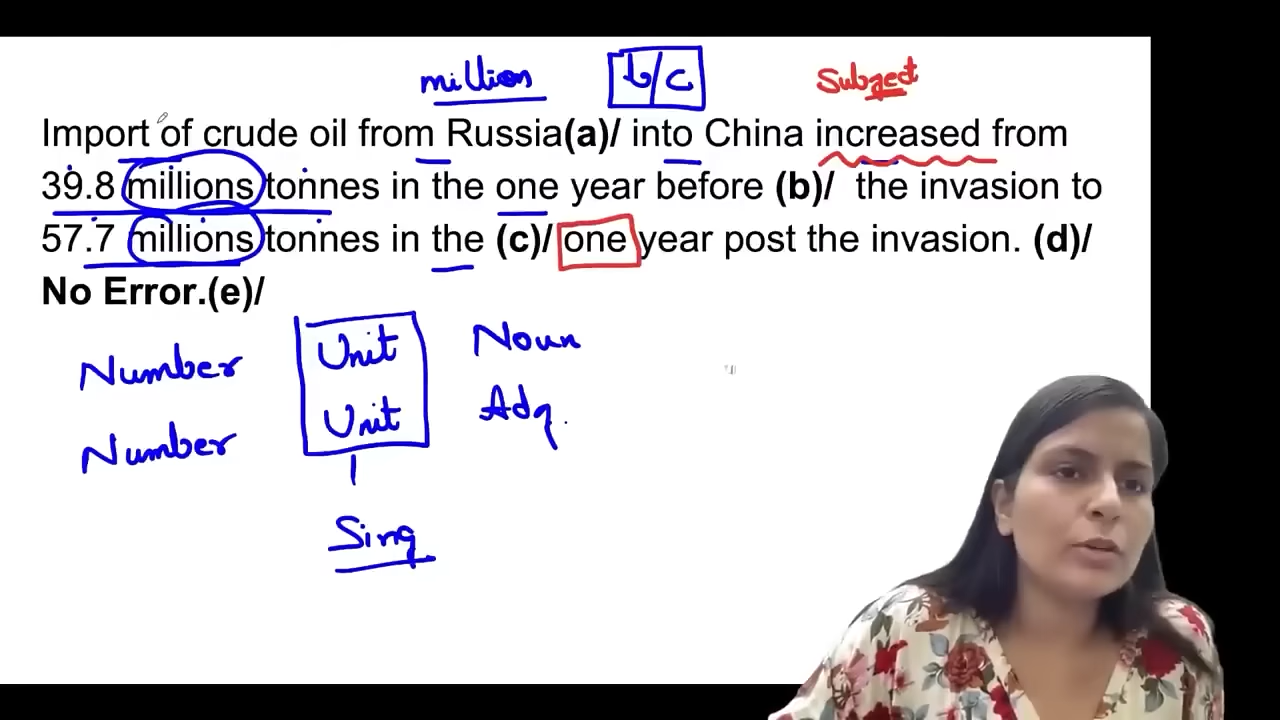 million b/c Subject
Import of crude oil from Russia(a)/ into China increased from
39.8 millions tonnes in the one year before (b)/ the invasion to
57.7 millions tonnes in the (c)/ one year post the invasion. (d)/
No Error.(e)/
Number Unit Noun
Number Unit Adj.
Sing